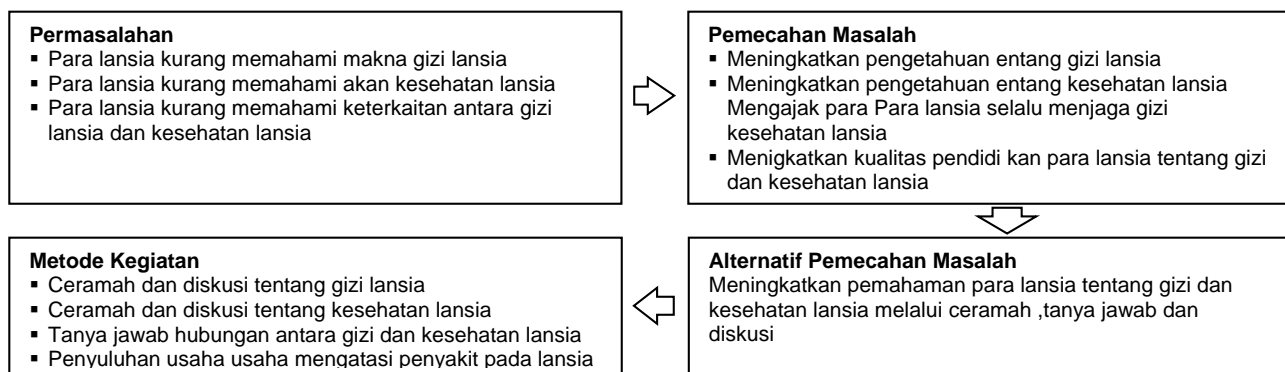 Permasalahan
▪ Para lansia kurang memahami makna gizi lansia
▪ Para lansia kurang memahami akan kesehatan lansia
▪ Para lansia kurang memahami keterkaitan antara gizi
lansia dan kesehatan lansia
Pemecahan Masalah
▪ Meningkatkan pengetahuan entang gizi lansia
▪ Meningkatkan pengetahuan entang kesehatan lansia
Mengajak para Para lansia selalu menjaga gizi
kesehatan lansia
▪ Menigkatkan kualitas pendidi kan para lansia tentang gizi
dan kesehatan lansia
Alternatif Pemecahan Masalah
Meningkatkan pemahaman para lansia tentang gizi dan
kesehatan lansia melalui ceramah ,tanya jawab dan
diskusi
Metode Kegiatan
▪ Ceramah dan diskusi tentang gizi lansia
▪ Ceramah dan diskusi tentang kesehatan lansia
▪ Tanya jawab hubungan antara gizi dan kesehatan lansia
▪ Penyuluhan usaha usaha mengatasi penyakit pada lansia